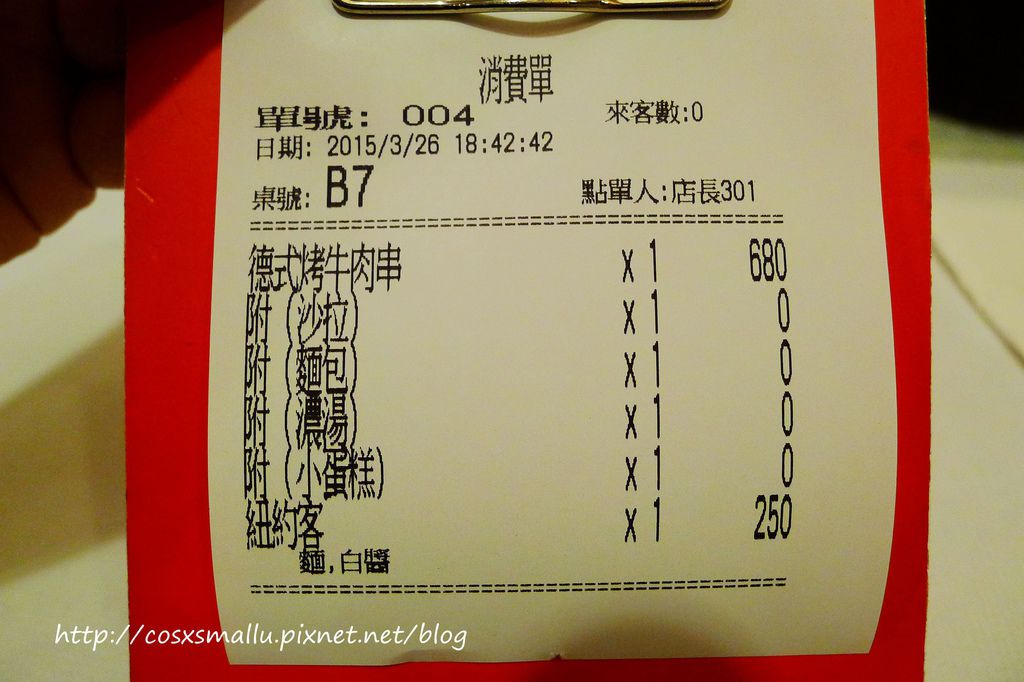 消費單
單號: 004 來客數:0
日期: 2015/3/26 18:42:42
桌號: B7 點單人:店長301
德式烤牛肉串 x 1 680
附 (沙拉) x 1 0
附 (麵包) x 1 0
附 (濃湯) x 1 0
附 (小蛋糕) x 1 0
紐約客 x 1 250
麵,白醬
http://cosxsmallu.pixnet.net/blog